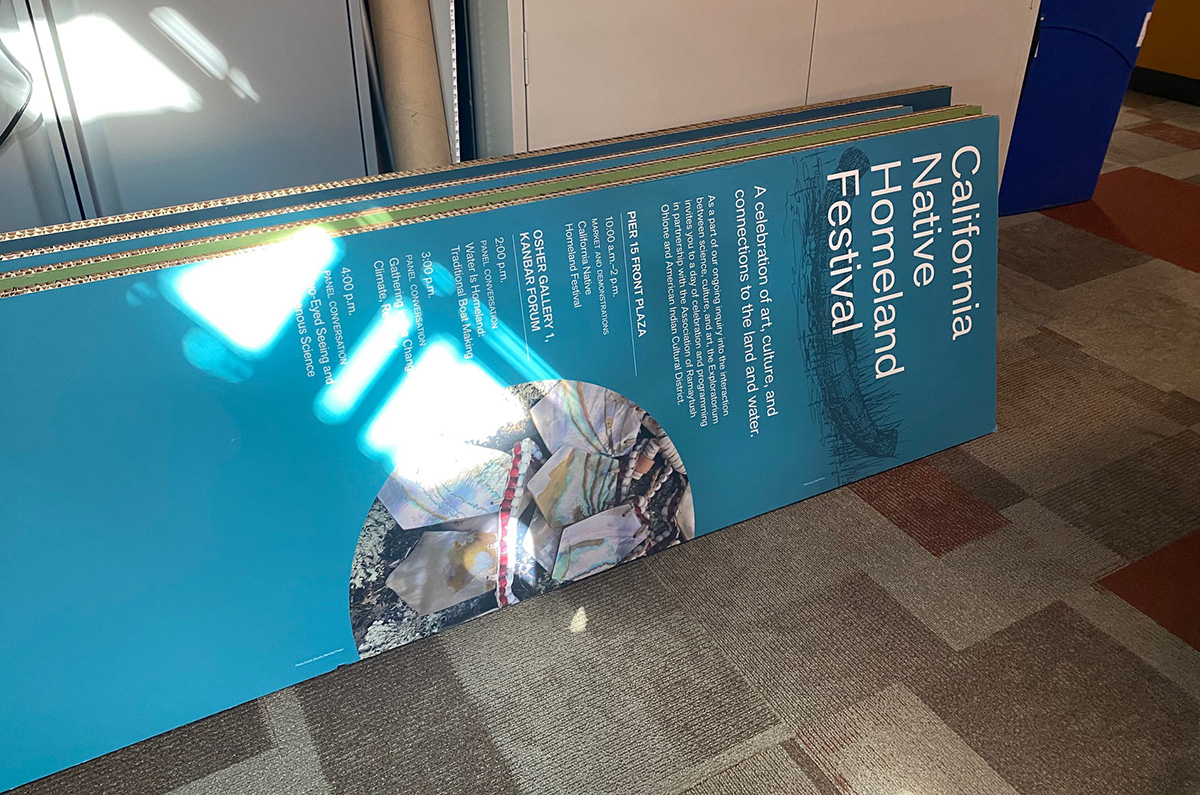 California
Native
Homeland
Festival
A celebration of art, culture, and
connections to the land and water.
As a part of our ongoing inquiry into the interaction
between science, culture, and art, the Exploratorium
invites you to a day of celebration and programming
in partnership with the Association of Ramaytush
Ohlone and American Indian Cultural District.
PIER 15 FRONT PLAZA
10:00 a.m.–2 p.m.
MARKET AND DEMONSTRATIONS
California Native
Homeland Festival
OSHER GALLERY 1,
KANBAR FORUM
2:00 p.m.
PANEL CONVERSATION
Water Is Homeland:
Traditional Boat Making
3:00 p.m.
PANEL CONVERSATION
Gathering
Climate,
4:00 p.m.
PANEL CONVERSATION
Seeing and
Science